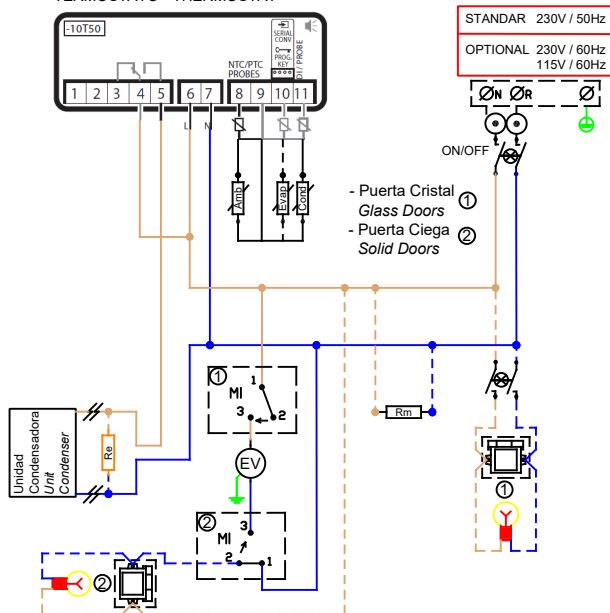 -10T50
SERIAL
CONV
PROG.
KEY
DI / PROBE
NTC/PTC
PROBES
1 2 3 4 5 6 7 8 9 10 11
L N
Amb Evap Cond
STANDAR 230V / 50Hz
OPTIONAL 230V / 60Hz
115V / 60Hz
N R
ON/OFF
- Puerta Cristal ①
Glass Doors
- Puerta Ciega ②
Solid Doors
①
1
MI
3 2
Rm
Unidad
Condensadora
Unit
Condenser
Re
EV
①
②
3
MI
2 1
②